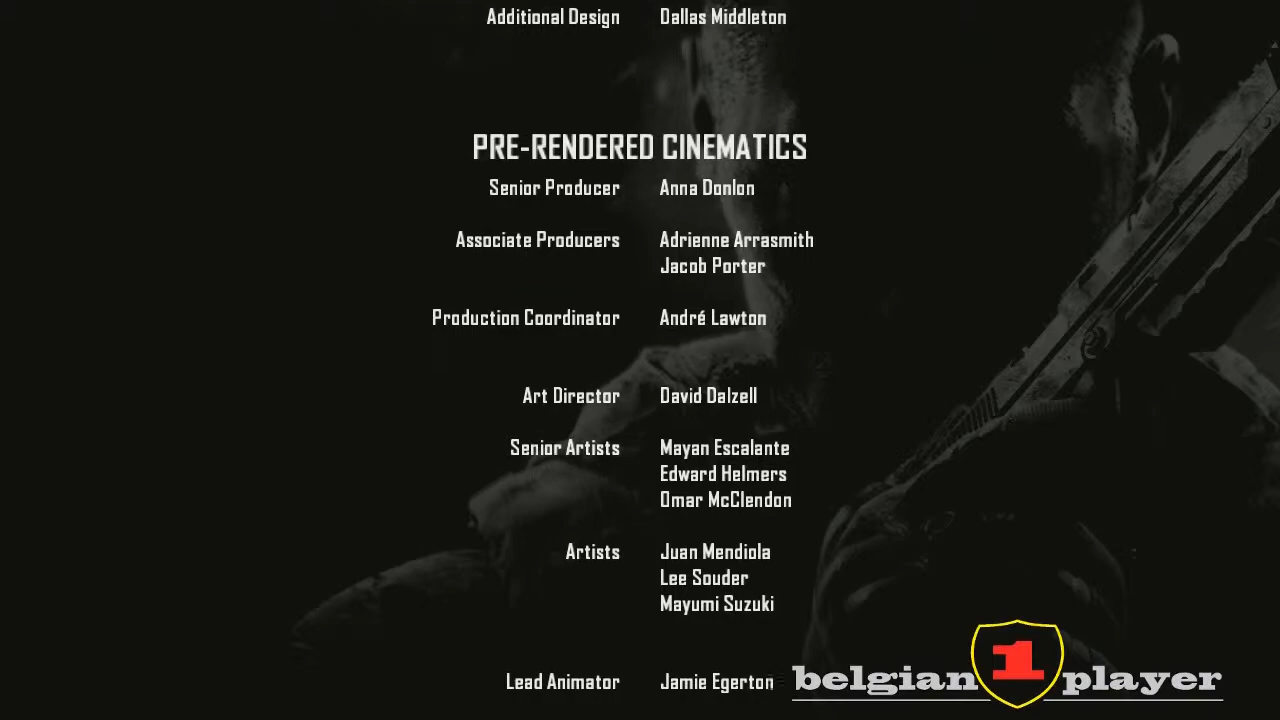 Additional Design Dallas Middleton
PRE-RENDERED CINEMATICS
Senior Producer Anna Donlon
Associate Producers Adrienne Arrasmith
Jacob Porter
Production Coordinator André Lawton
Art Director David Dalzell
Senior Artists Mayan Escalante
Edward Helmers
Omar McClendon
Artists Juan Mendiola
Lee Souder
Mayumi Suzuki
Lead Animator Jamie Egerton
belgian 1 player